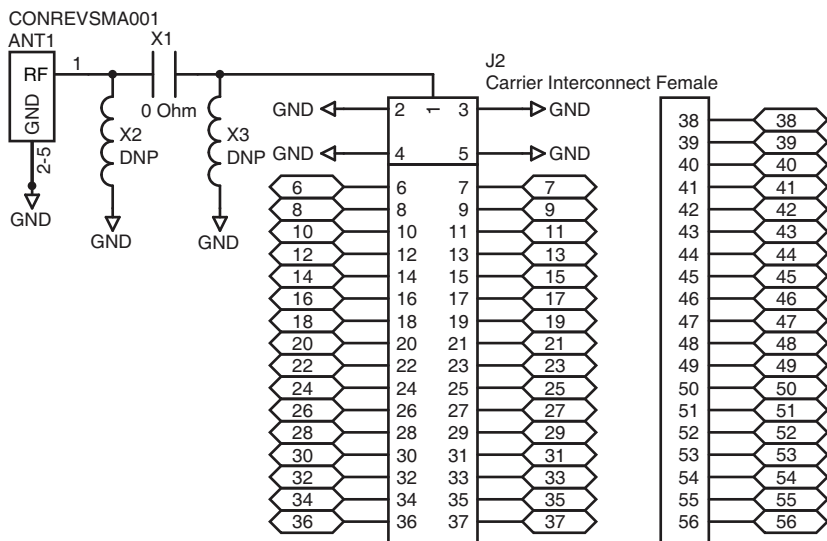 CONREVSMA001
ANT1
X1
RF
1
GND
2-5
GND
0 Ohm
X2
DNP
GND
X3
DNP
GND
J2
Carrier Interconnect Female
1
GND 2 3 GND
GND 4 5 GND
6 6 7 7
8 8 9 9
10 10 11 11
12 12 13 13
14 14 15 15
16 16 17 17
18 18 19 19
20 20 21 21
22 22 23 23
24 24 25 25
26 26 27 27
28 28 29 29
30 30 31 31
32 32 33 33
34 34 35 35
36 36 37 37
38 38
39 39
40 40
41 41
42 42
43 43
44 44
45 45
46 46
47 47
48 48
49 49
50 50
51 51
52 52
53 53
54 54
55 55
56 56